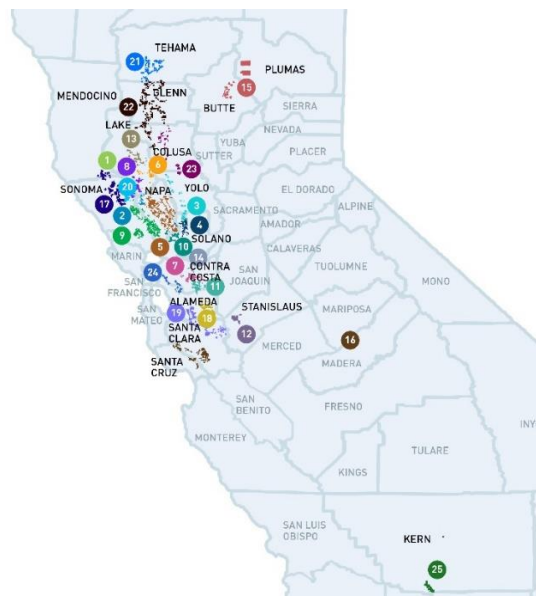 TEHAMA
21
PLUMAS
15
GLENN
MENDOCINO
22
BUTTE
SIERRA
LAKE
13
NEVADA
YUBA
COLUSA
PLACER
SUTTER
1
8
6
23
SONOMA
20
NAPA
YOLO
EL DORADO
17
2
3
SACRAMENTO
ALPINE
9
4
AMADOR
SOLANO
5
10
CALAVERAS
MARIN
14
7
CONTRA
COSTA
24
SAN
JOAQUIN
TUOLUMNE
MONO
SAN
FRANCISCO
11
ALAMEDA
STANISLAUS
MARIPOSA
SAN
MATEO
19
18
SANTA
CLARA
12
MERCED
16
SANTA
CRUZ
MADERA
SAN
BENITO
FRESNO
INY
MONTEREY
TULARE
KINGS
SAN LUIS
OBISPO
KERN
25